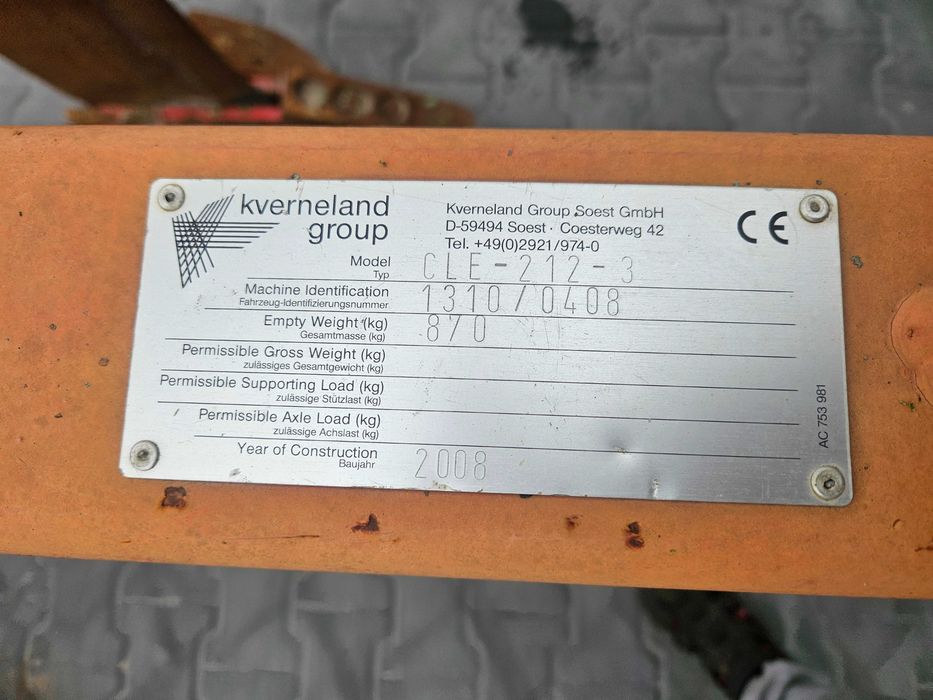 kverneland
group
Kverneland Group Soest GmbH
D-59494 Soest · Coesterweg 42
Tel. +49(0)2921/974-0
CE
Model CLE-212-3
Typ
Machine Identification 1310/0408
Fahrzeug-Identifizierungsnummer
Empty Weight (kg) 870
Gesamtmasse (kg)
Permissible Gross Weight (kg)
zulässiges Gesamtgewicht (kg)
Permissible Supporting Load (kg)
zulässige Stützlast (kg)
Permissible Axle Load (kg)
zulässige Achslast (kg)
Year of Construction 2008
Baujahr
AC 753 981